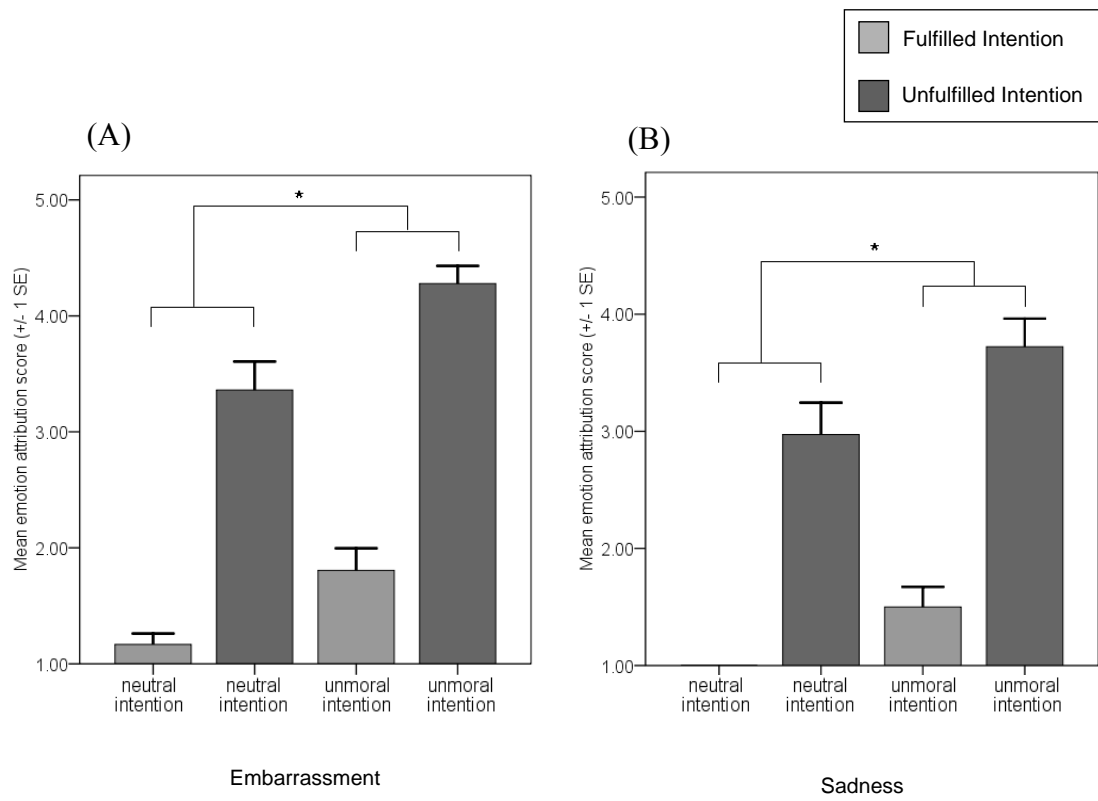 Fulfilled Intention
Unfulfilled Intention
(A)
(B)
Mean emotion attribution score (+/- 1 SE)
5.00
4.00
3.00
2.00
1.00
*
neutral
intention
neutral
intention
unmoral
intention
unmoral
intention
Embarrassment
Mean emotion attribution score (+/- 1 SE)
5.00
4.00
3.00
2.00
1.00
*
neutral
intention
neutral
intention
unmoral
intention
unmoral
intention
Sadness